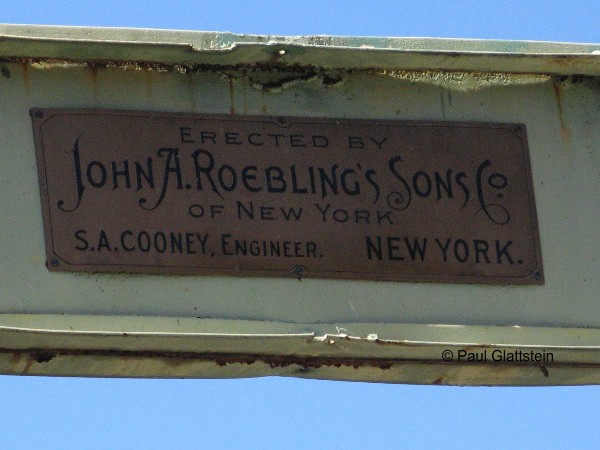 ERECTED BY
JOHN A. ROEBLING'S SONS CO.
OF NEW YORK
S.A. COONEY, ENGINEER. NEW YORK.
© Paul Glattstein